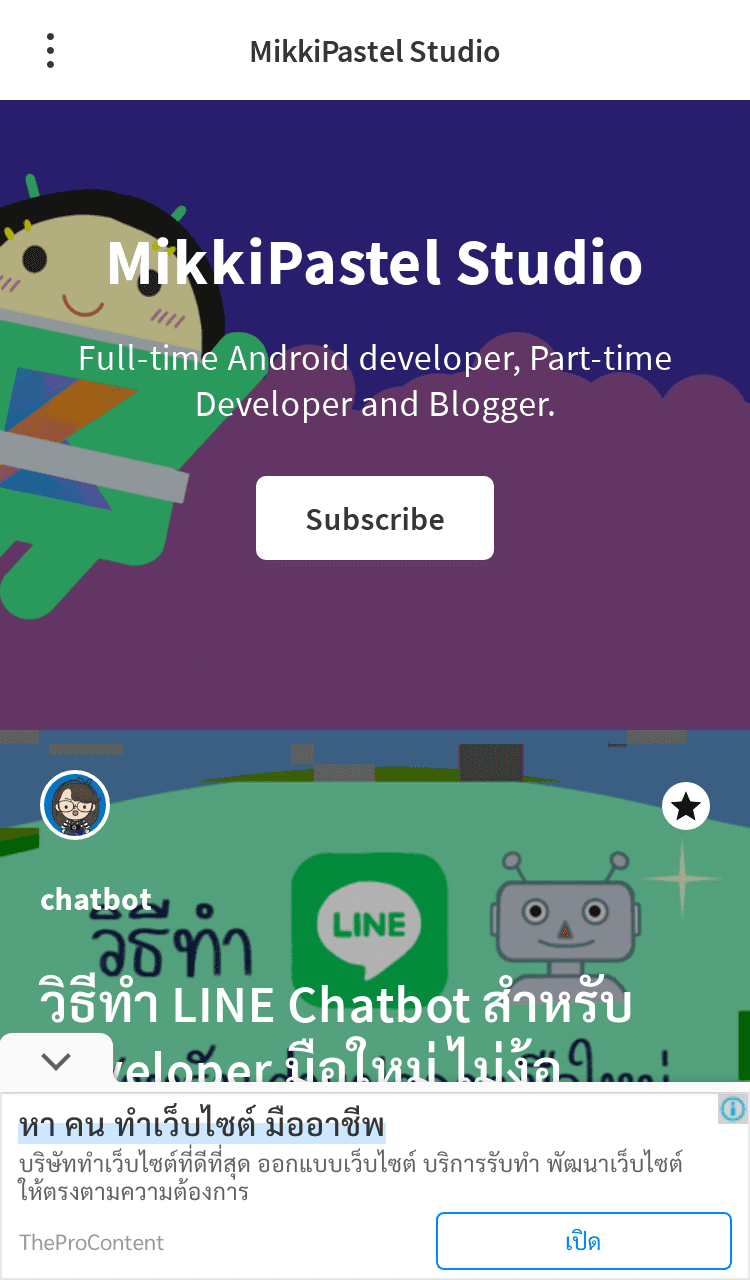 MikkiPastel Studio
MikkiPastel Studio
Full-time Android developer, Part-time
Developer and Blogger.
Subscribe
chatbot
วิธีทำ
LINE
วิธีทำ LINE Chatbot สำหรับ
veloper มือใหม่ ไม่ง้อ
หา คน ทำเว็บไซต์ มืออาชีพ
บริษัททำเว็บไซต์ที่ดีที่สุด ออกแบบเว็บไซต์ บริการรับทำ พัฒนาเว็บไซต์
ให้ตรงตามความต้องการ
TheProContent
เปิด